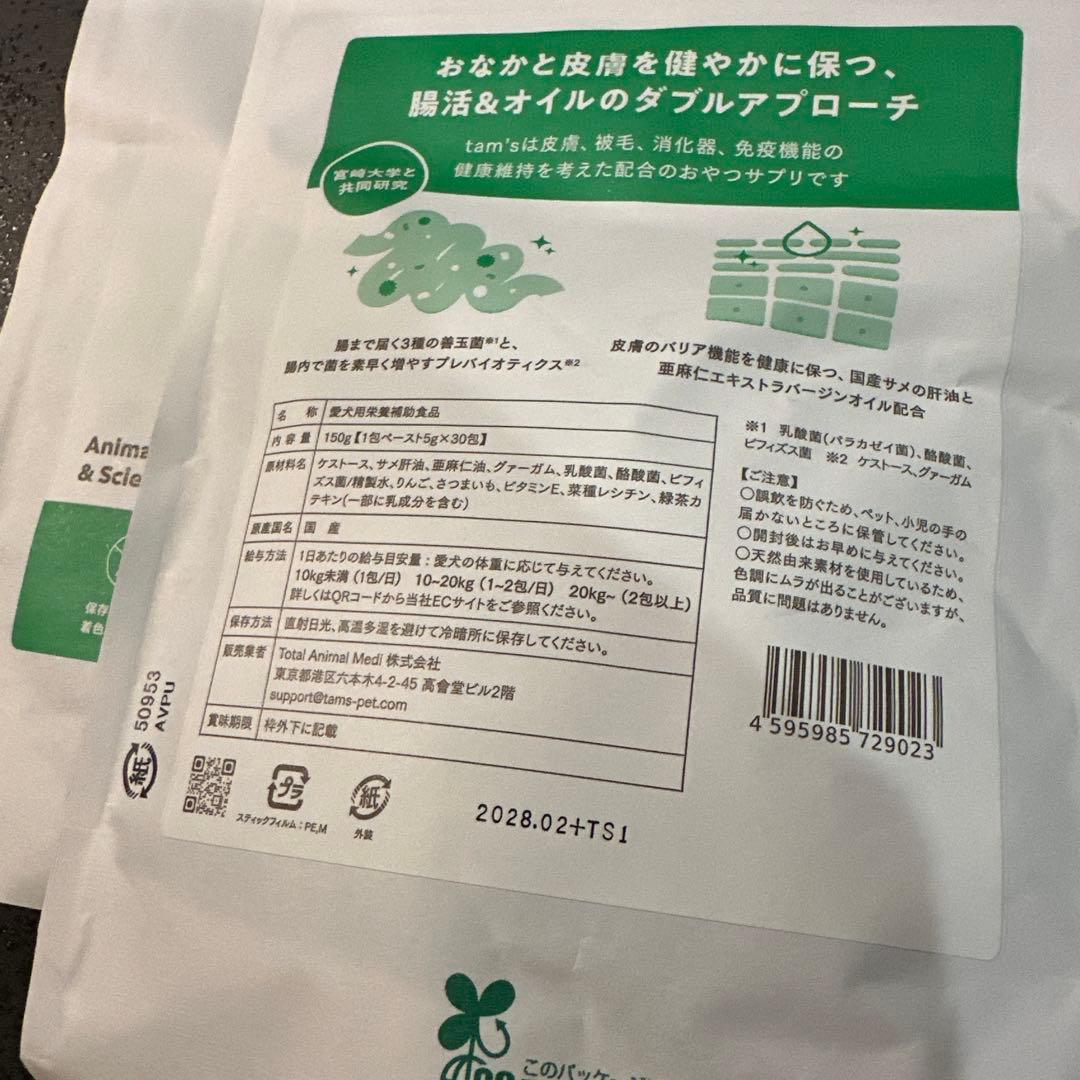 おなかと皮膚を健やかに保つ、
腸活&オイルのダブルアプローチ
tam'sは皮膚、被毛、消化器、免疫機能の
健康維持を考えた配合のおやつサプリです
宮崎大学と
共同研究
腸まで届く3種の善玉菌※1と、
腸内で菌を素早く増やすプレバイオティクス※2
皮膚のバリア機能を健康に保つ、国産サメの肝油と
亜麻仁エキストラバージンオイル配合
名称 愛犬用栄養補助食品
内容量 150g【1包ペースト5g×30包】
原材料名 ケストース、サメ肝油、亜麻仁油、グァーガム、乳酸菌、酪酸菌、ビフィ
ズス菌/精製水、りんご、さつまいも、ビタミンE、菜種レシチン、緑茶カ
テキン(一部に乳成分を含む)
原産国名 国産
給与方法 1日あたりの給与目安量：愛犬の体重に応じて与えてください。
10kg未満（1包/日） 10~20kg（1~2包/日） 20kg~（2包以上）
詳しくはQRコードから当社ECサイトをご参照ください。
保存方法 直射日光、高温多湿を避けて冷暗所に保存してください。
販売業者 Total Animal Medi 株式会社
東京都港区六本木4-2-45 高會堂ビル2階
support@tams-pet.com
賞味期限 枠外下に記載
※1 乳酸菌(パラカゼイ菌)、酪酸菌、
ビフィズス菌 ※2 ケストース、グァーガム
【ご注意】
○誤飲を防ぐため、ペット、小児の手の
届かないところに保管してください。
○開封後はお早めに与えてください。
○天然由来素材を使用しているため、
色調にムラが出ることがございますが、
品質に問題はありません。
4 595985 729023
プラ
スティックフィルム：PE,M
紙
外装
2028.02+TS1
50953
AVPU
紙
Anima
& Scie
保存
着色
このパッケージ